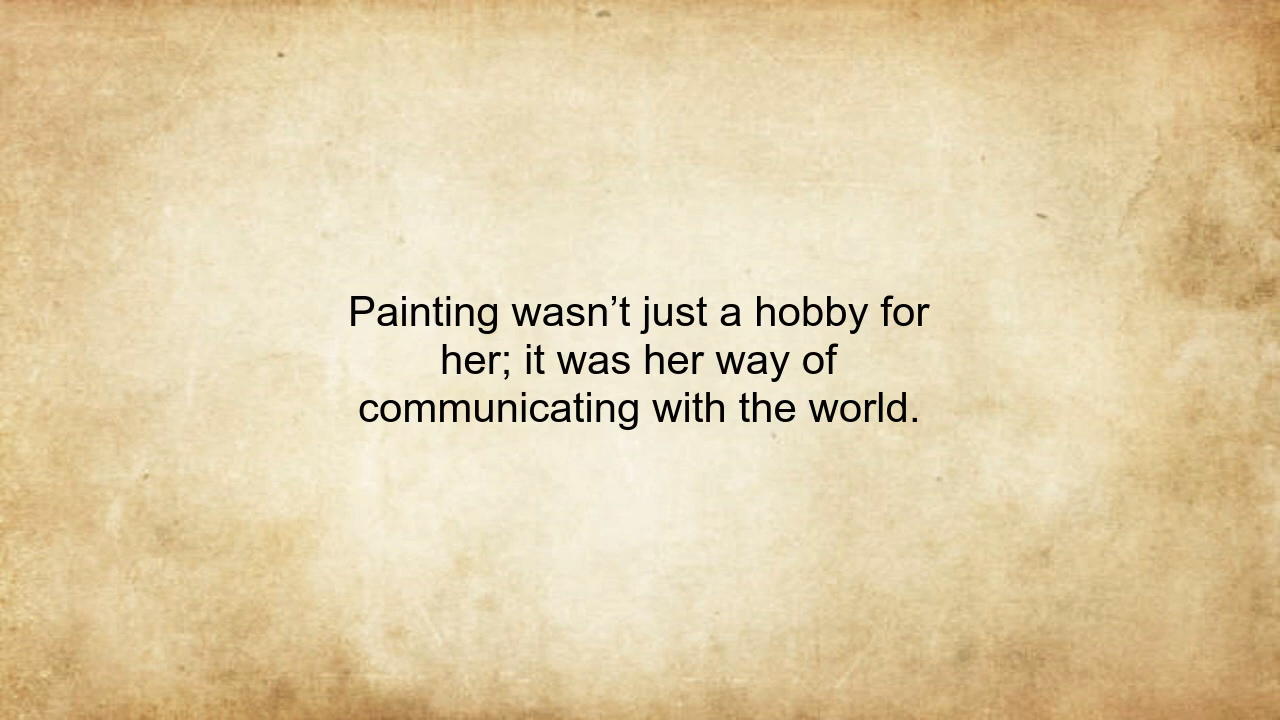 Painting wasn’t just a hobby for
her; it was her way of
communicating with the world.